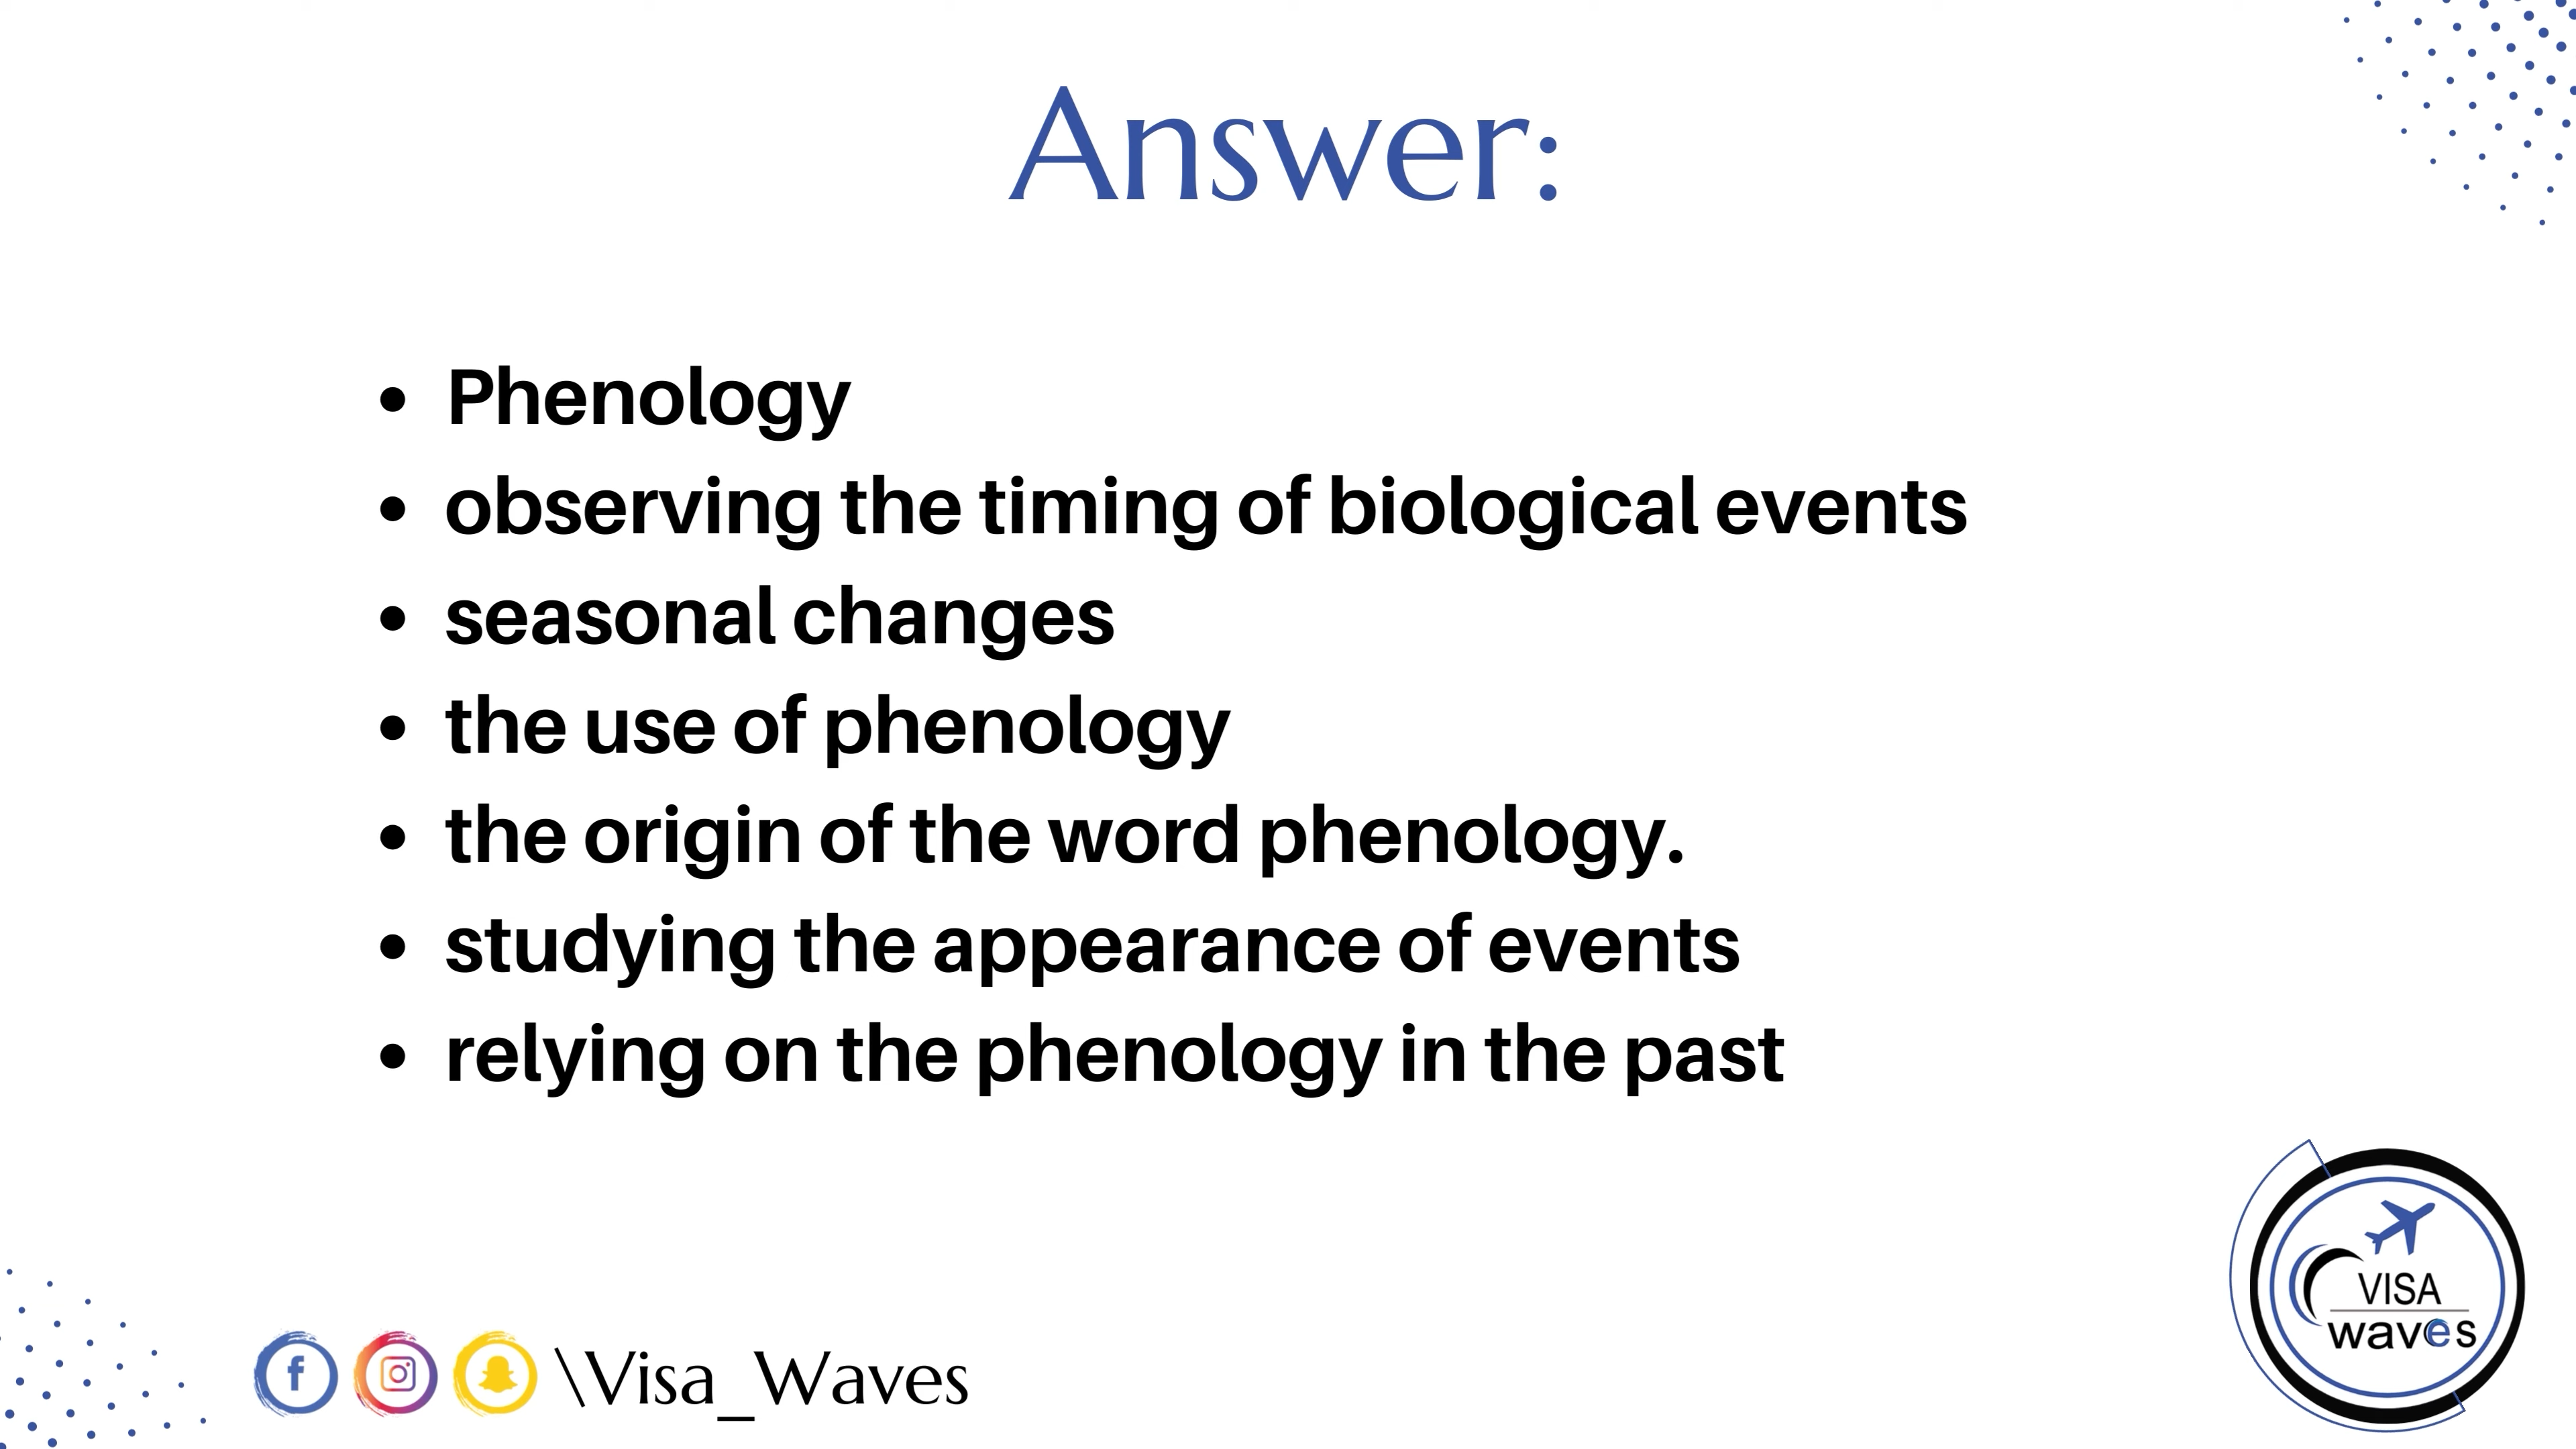 Answer:
• Phenology
• observing the timing of biological events
• seasonal changes
• the use of phenology
• the origin of the word phenology.
• studying the appearance of events
• relying on the phenology in the past
VISA
waves
\Visa_Waves